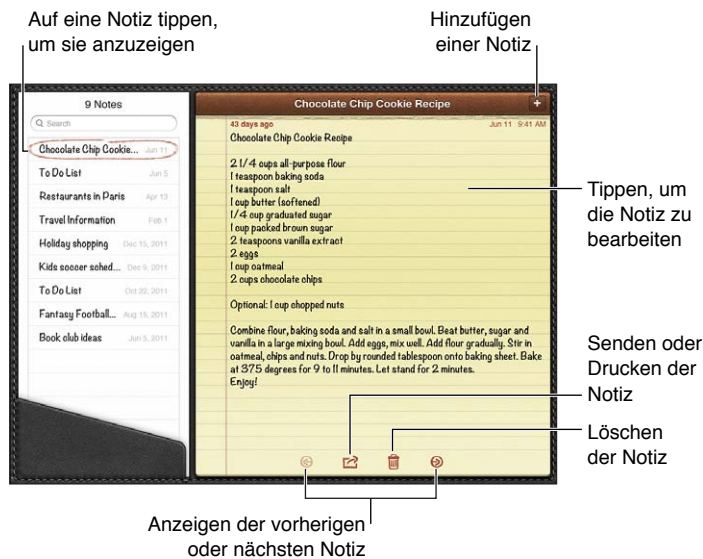 Auf eine Notiz tippen,
um sie anzuzeigen
Hinzufügen
einer Notiz
9 Notes
Search
Chocolate Chip Cookie... Jun 11
To Do List Jun 5
Restaurants in Paris Apr 13
Travel Information Feb 1
Holiday shopping Dec 15, 2011
Kids soccer sched... Dec 9, 2011
To Do List Oct 22, 2011
Fantasy Football... Aug 15, 2011
Book club ideas Jun 5, 2011
Chocolate Chip Cookie Recipe +
43 days ago Jun 11 9:41 AM
Chocolate Chip Cookie Recipe
2 1/4 cups all-purpose flour
1 teaspoon baking soda
1 teaspoon salt
1 cup butter (softened)
1/4 cup graduated sugar
1 cup packed brown sugar
2 teaspoons vanilla extract
2 eggs
1 cup oatmeal
2 cups chocolate chips
Optional: 1 cup chopped nuts
Combine flour, baking soda and salt in a small bowl. Beat butter, sugar and
vanilla in a large mixing bowl. Add eggs, mix well. Add flour gradually. Stir in
oatmeal, chips and nuts. Drop by rounded tablespoon onto baking sheet. Bake
at 375 degrees for 9 to 11 minutes. Let stand for 2 minutes.
Enjoy!
Tippen, um
die Notiz zu
bearbeiten
Senden oder
Drucken der
Notiz
Löschen
der Notiz
Anzeigen der vorherigen
oder nächsten Notiz